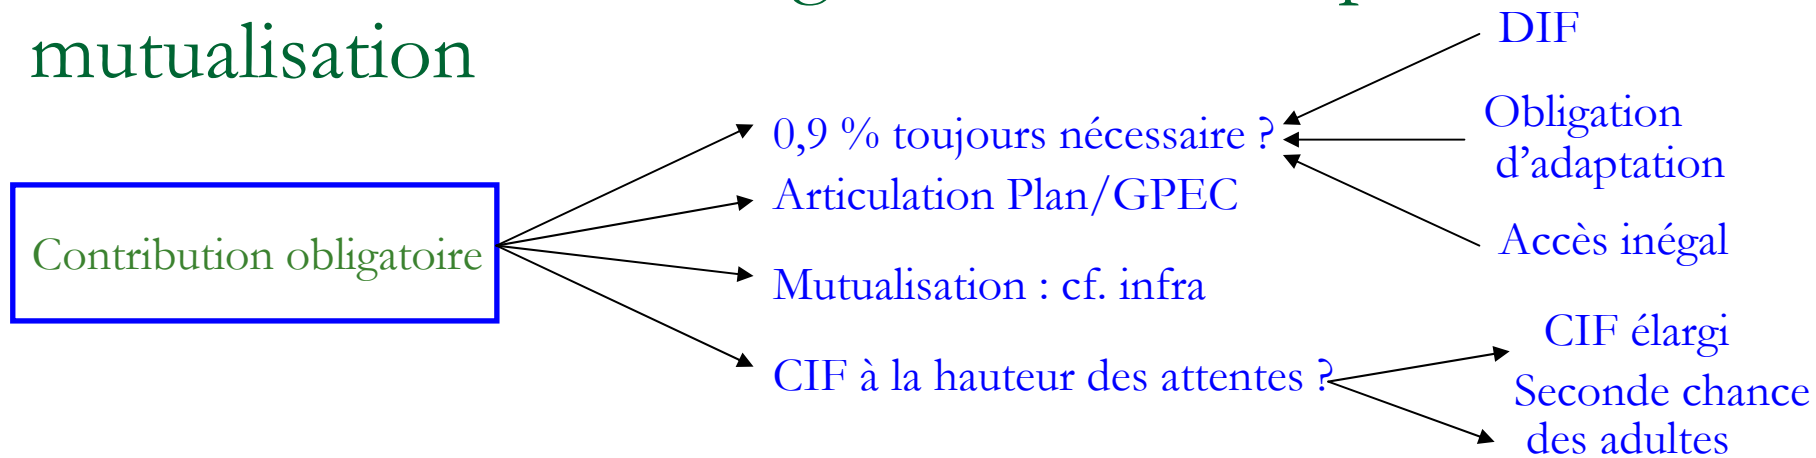 mutualisation
DIF
0,9 % toujours nécessaire ?
Obligation
d’adaptation
Articulation Plan/GPEC
Contribution obligatoire
Accès inégal
Mutualisation : cf. infra
CIF élargi
CIF à la hauteur des attentes ?
Seconde chance
des adultes